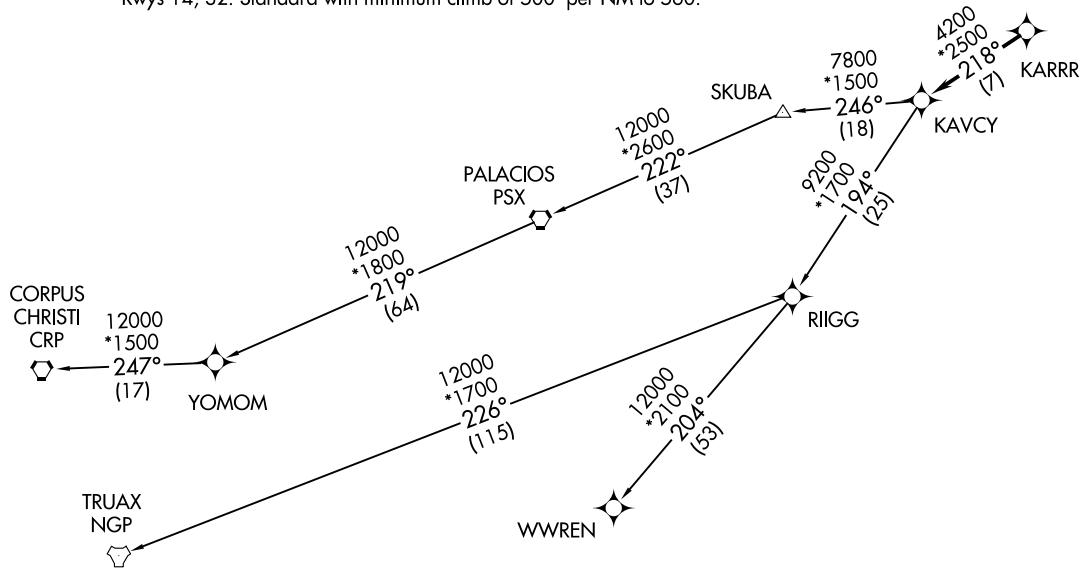 Rwys 14, 32: Standard with minimum climb of 500' per NM to 560.
4200
*2500
218°
(7)
KARRR
7800
*1500
246°
(18)
SKUBA
KAVCY
12000
*2600
222°
(37)
PALACIOS
PSX
9200
*1700
194°
(25)
12000
*1800
219°
(64)
CORPUS
CHRISTI
CRP
12000
*1500
247°
(17)
YOMOM
RIIGG
12000
*1700
226°
(115)
12000
*2100
204°
(53)
TRUAX
NGP
WWREN